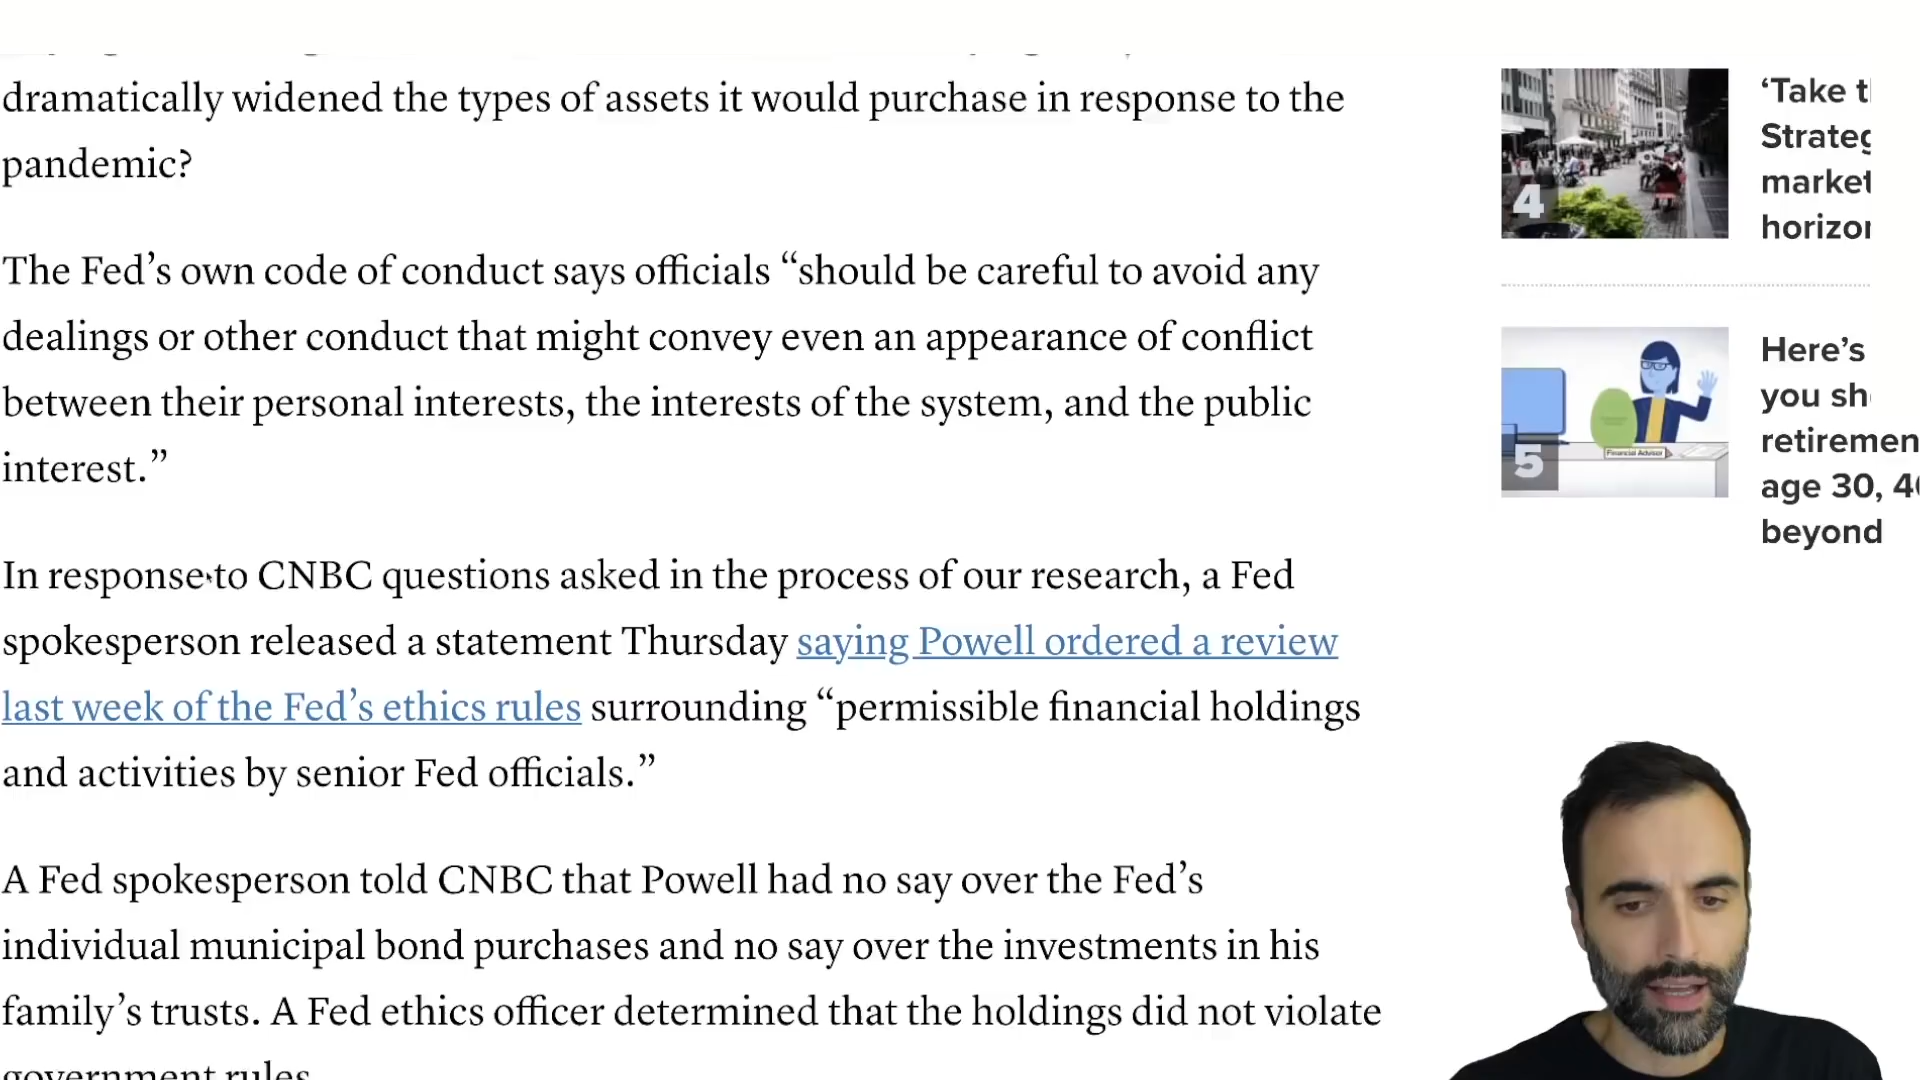 dramatically widened the types of assets it would purchase in response to the
pandemic?
The Fed’s own code of conduct says officials “should be careful to avoid any
dealings or other conduct that might convey even an appearance of conflict
between their personal interests, the interests of the system, and the public
interest.”
In response to CNBC questions asked in the process of our research, a Fed
spokesperson released a statement Thursday saying Powell ordered a review
last week of the Fed’s ethics rules surrounding “permissible financial holdings
and activities by senior Fed officials.”
A Fed spokesperson told CNBC that Powell had no say over the Fed’s
individual municipal bond purchases and no say over the investments in his
family’s trusts. A Fed ethics officer determined that the holdings did not violate
government rules.
4
‘Take
Strateg
market
horizon
5
Financial Advisor
Here’s
you sh
retiremen
age 30, 4
beyond